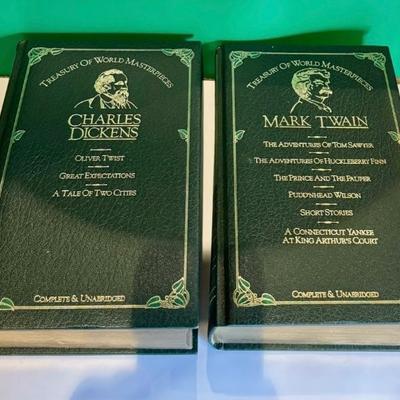 TREASURY OF WORLD MASTERPIECES
CHARLES
DICKENS
OLIVER TWIST
GREAT EXPECTATIONS
A TALE OF TWO CITIES
COMPLETE & UNABRIDGED
TREASURY OF WORLD MASTERPIECES
MARK TWAIN
THE ADVENTURES OF TOM SAWYER
THE ADVENTURES OF HUCKLEBERRY FINN
THE PRINCE AND THE PAUPER
PUDD'NHEAD WILSON
SHORT STORIES
A CONNECTICUT YANKEE
AT KING ARTHUR'S COURT
COMPLETE & UNABRIDGED